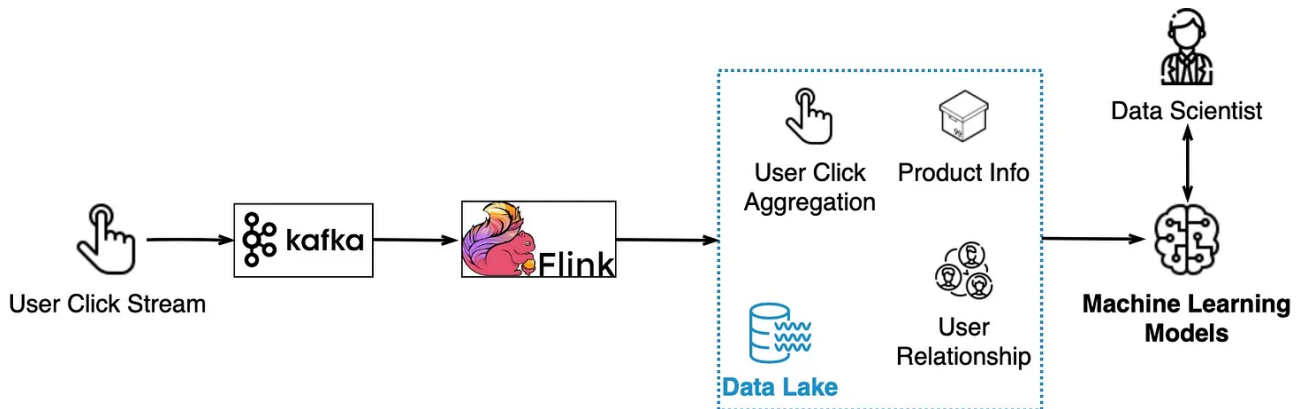 Data Scientist
User Click
Aggregation
Product Info
kafka
Flink
User Click Stream
User
Relationship
Data Lake
Machine Learning
Models